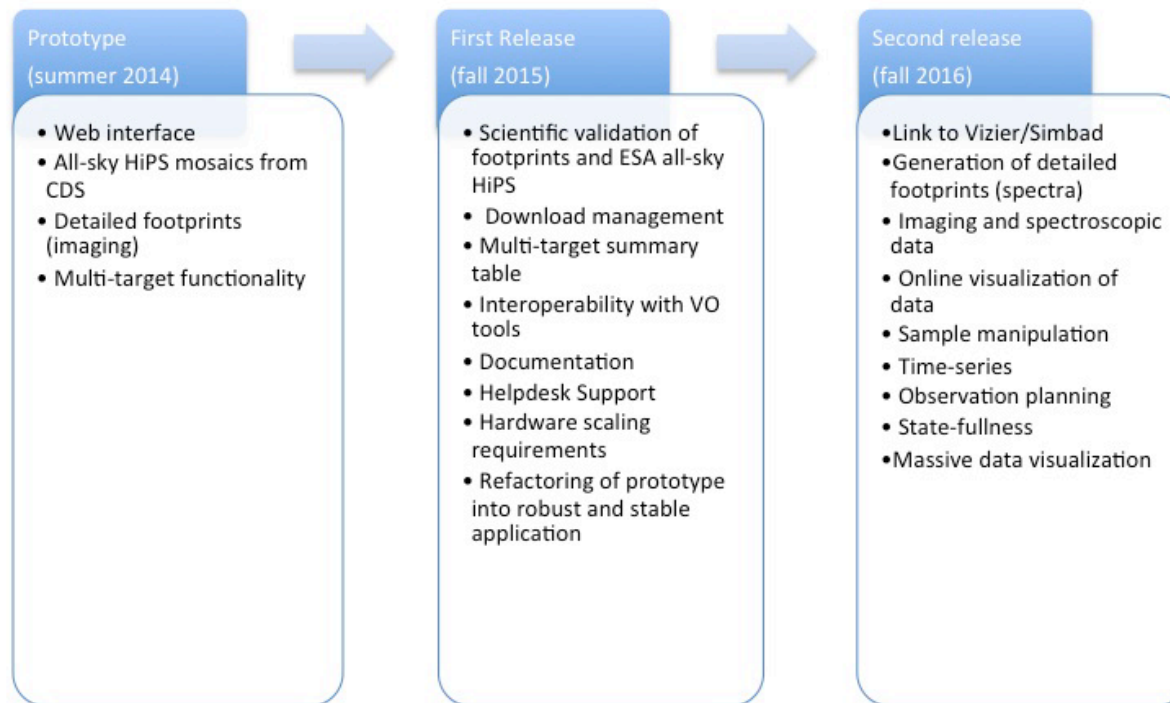 Prototype
(summer 2014)
• Web interface
• All-sky HiPS mosaics from
CDS
• Detailed footprints
(imaging)
• Multi-target functionality
First Release
(fall 2015)
• Scientific validation of
footprints and ESA all-sky
HiPS
• Download management
• Multi-target summary
table
• Interoperability with VO
tools
• Documentation
• Helpdesk Support
• Hardware scaling
requirements
• Refactoring of prototype
into robust and stable
application
Second release
(fall 2016)
•Link to Vizier/Simbad
•Generation of detailed
footprints (spectra)
• Imaging and spectroscopic
data
• Online visualization of
data
• Sample manipulation
• Time-series
• Observation planning
• State-fullness
•Massive data visualization